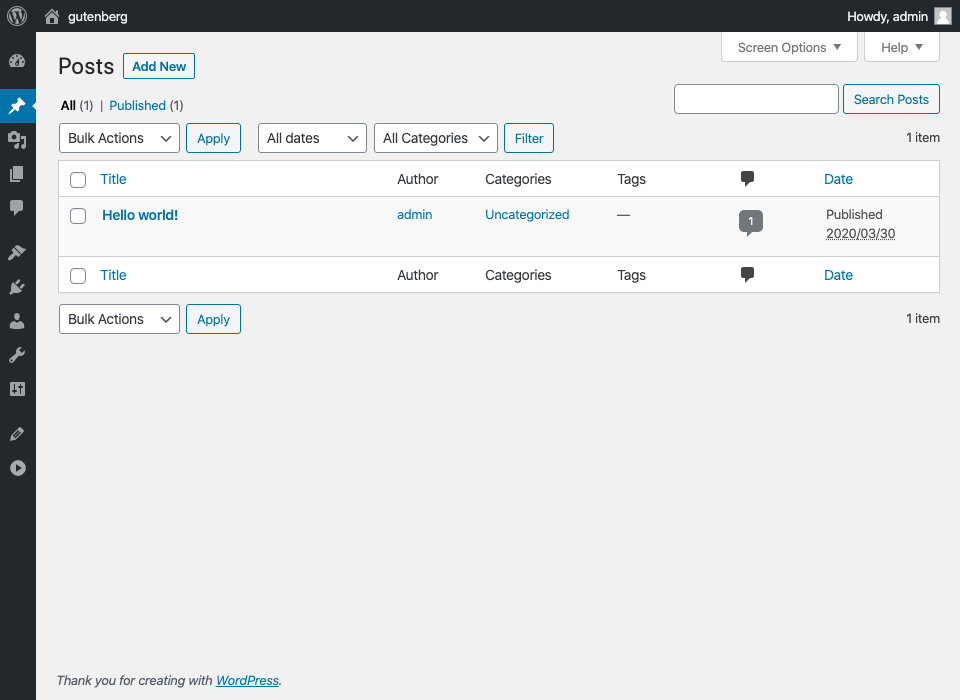 gutenberg Howdy, admin
Screen Options Help
Posts Add New
All (1) | Published (1) Search Posts
Bulk Actions Apply All dates All Categories Filter 1 item
Title Author Categories Tags Date
Hello world! admin Uncategorized — 1 Published
2020/03/30
Title Author Categories Tags Date
Bulk Actions Apply 1 item
Thank you for creating with WordPress.